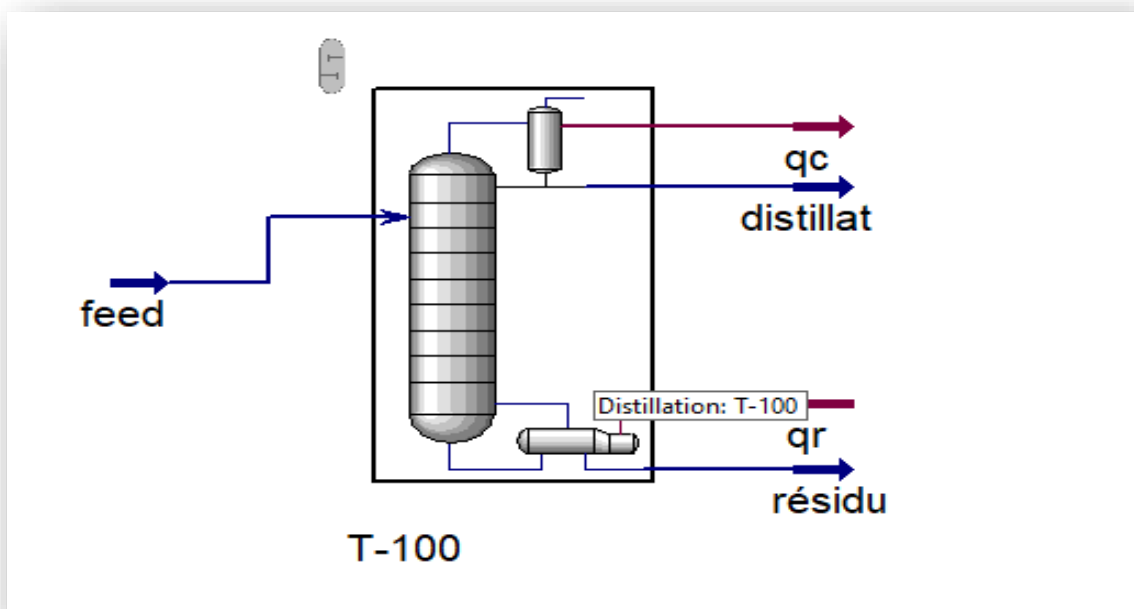 qc
distillat
feed
Distillation: T-100
qr
résidu
T-100